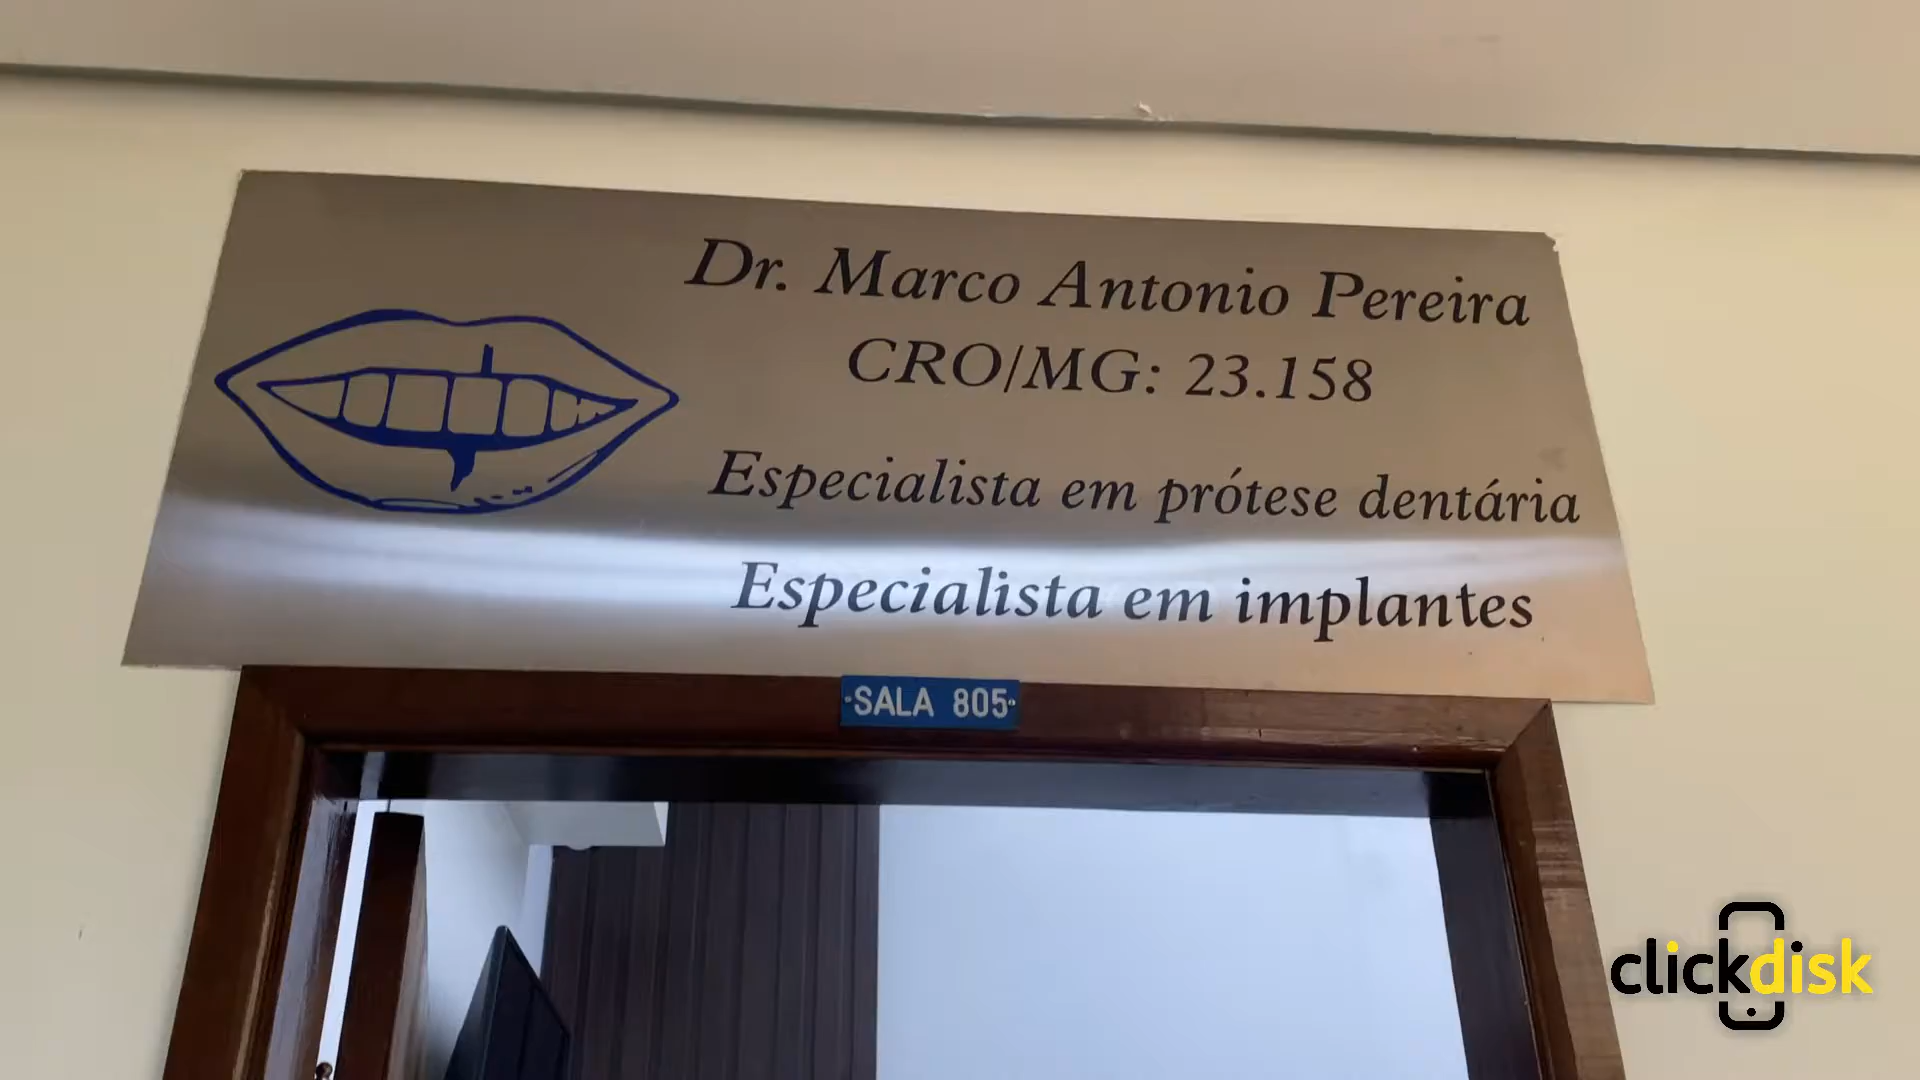 Dr. Marco Antonio Pereira
CRO/MG: 23.158
Especialista em prótese dentária
Especialista em implantes
SALA 805
clickdisk